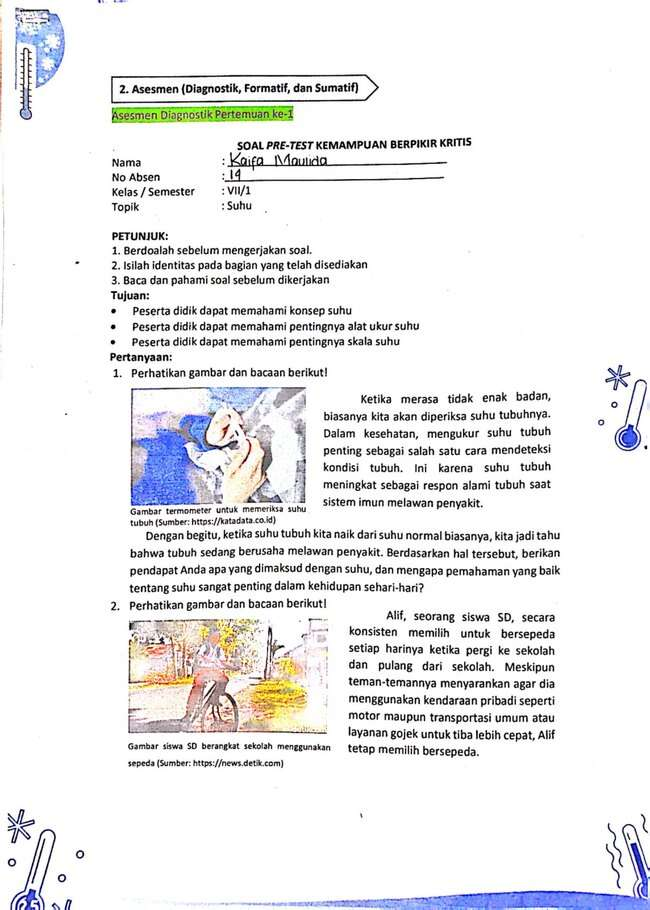 2. Asesmen (Diagnostik, Formatif, dan Sumatif)
Asesmen Diagnostik Pertemuan ke-1
SOAL PRE-TEST KEMAMPUAN BERPIKIR KRITIS
Nama : Kaifa Maulida
No Absen : 19
Kelas / Semester : VII/1
Topik : Suhu
PETUNJUK:
1. Berdoalah sebelum mengerjakan soal.
2. Isilah identitas pada bagian yang telah disediakan
3. Baca dan pahami soal sebelum dikerjakan
Tujuan:
• Peserta didik dapat memahami konsep suhu
• Peserta didik dapat memahami pentingnya alat ukur suhu
• Peserta didik dapat memahami pentingnya skala suhu
Pertanyaan:
1. Perhatikan gambar dan bacaan berikut!
Ketika merasa tidak enak badan,
biasanya kita akan diperiksa suhu tubuhnya.
Dalam kesehatan, mengukur suhu tubuh
penting sebagai salah satu cara mendeteksi
kondisi tubuh. Ini karena suhu tubuh
meningkat sebagai respon alami tubuh saat
sistem imun melawan penyakit.
Gambar termometer untuk memeriksa suhu
tubuh (Sumber: https://katadata.co.id)
Dengan begitu, ketika suhu tubuh kita naik dari suhu normal biasanya, kita jadi tahu
bahwa tubuh sedang berusaha melawan penyakit. Berdasarkan hal tersebut, berikan
pendapat Anda apa yang dimaksud dengan suhu, dan mengapa pemahaman yang baik
tentang suhu sangat penting dalam kehidupan sehari-hari?
2. Perhatikan gambar dan bacaan berikut!
Alif, seorang siswa SD, secara
konsisten memilih untuk bersepeda
setiap harinya ketika pergi ke sekolah
dan pulang dari sekolah. Meskipun
teman-temannya menyarankan agar dia
menggunakan kendaraan pribadi seperti
motor maupun transportasi umum atau
layanan gojek untuk tiba lebih cepat, Alif
tetap memilih bersepeda.
Gambar siswa SD berangkat sekolah menggunakan
sepeda (Sumber: https://news.detik.com)